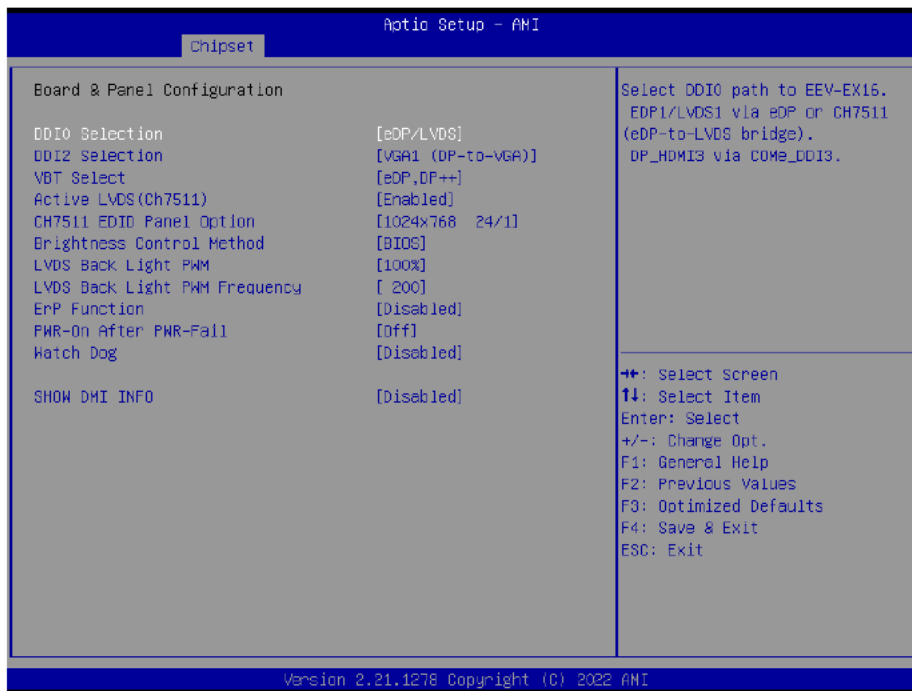 Aptio Setup - AMI
Chipset
Board & Panel Configuration
DDI0 Selection [eDP/LVDS]
DDI2 Selection [VGA1 (DP-to-VGA)]
VBT Select [eDP,DP++]
Active LVDS(Ch7511) [Enabled]
CH7511 EDID Panel Option [1024x768 24/1]
Brightness Control Method [BIOS]
LVDS Back Light PWM [100%]
LVDS Back Light PWM Frequency [ 200]
ErP Function [Disabled]
PWR-On After PWR-Fail [Off]
Watch Dog [Disabled]
SHOW DMI INFO [Disabled]
Select DDI0 path to EEV-EX16.
EDP1/LVDS1 via eDP or CH7511
(eDP-to-LVDS bridge).
DP_HDMI3 via COMe_DDI3.
→←: Select Screen
↑↓: Select Item
Enter: Select
+/-: Change Opt.
F1: General Help
F2: Previous Values
F3: Optimized Defaults
F4: Save & Exit
ESC: Exit
Version 2.21.1278 Copyright (C) 2022 AMI